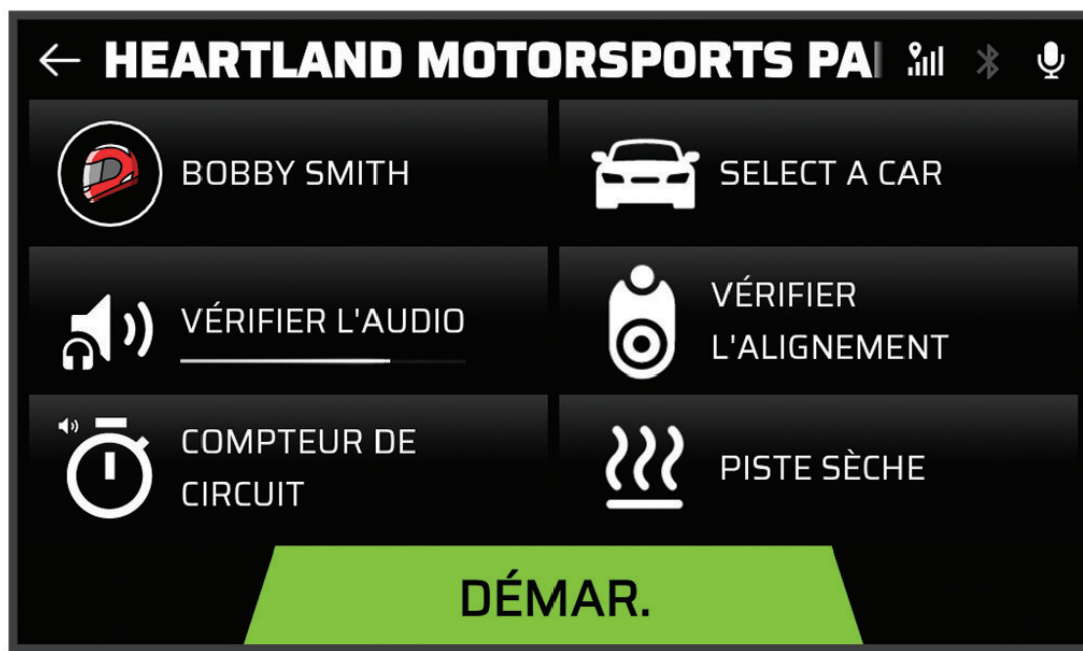 HEARTLAND MOTORSPORTS PA
BOBBY SMITH
SELECT A CAR
VÉRIFIER L'AUDIO
VÉRIFIER
L'ALIGNEMENT
COMPTEUR DE
CIRCUIT
PISTE SÈCHE
DÉMAR.